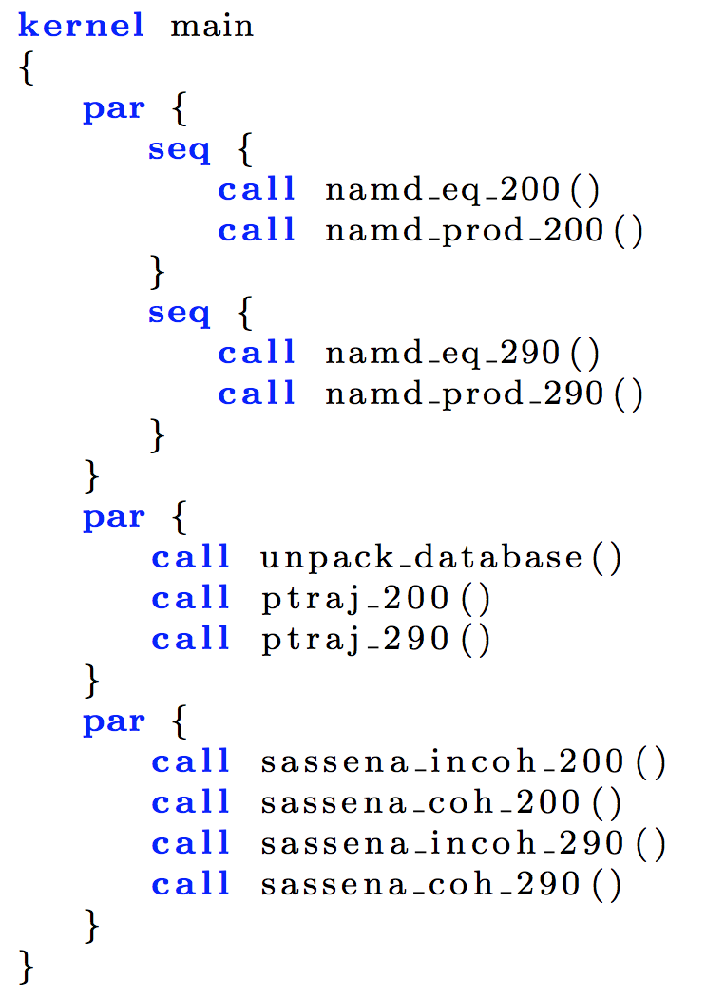 kernel main
{
    par {
        seq {
            call namd_eq_200()
            call namd_prod_200()
        }
        seq {
            call namd_eq_290()
            call namd_prod_290()
        }
    }
    par {
        call unpack_database()
        call ptraj_200()
        call ptraj_290()
    }
    par {
        call sassena_incoh_200()
        call sassena_coh_200()
        call sassena_incoh_290()
        call sassena_coh_290()
    }
}